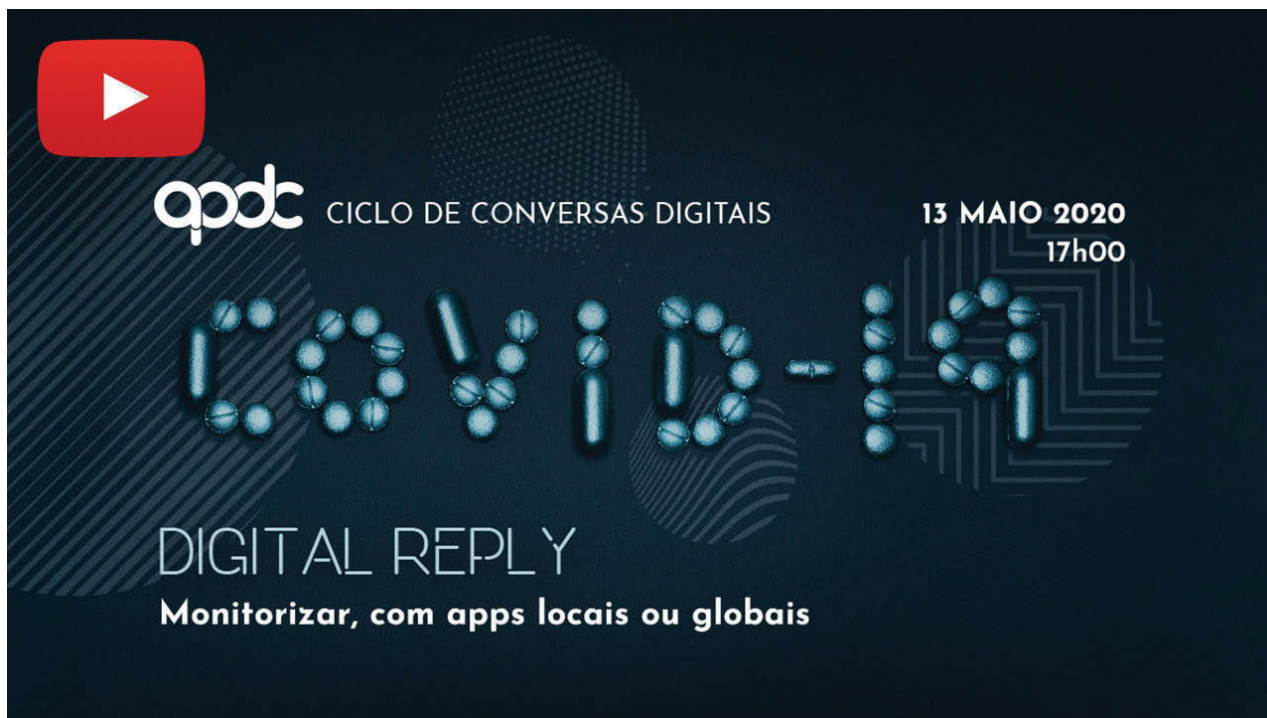 apdc CICLO DE CONVERSAS DIGITAIS
13 MAIO 2020
17h00
COVID-19
DIGITAL REPLY
Monitorizar, com apps locais ou globais